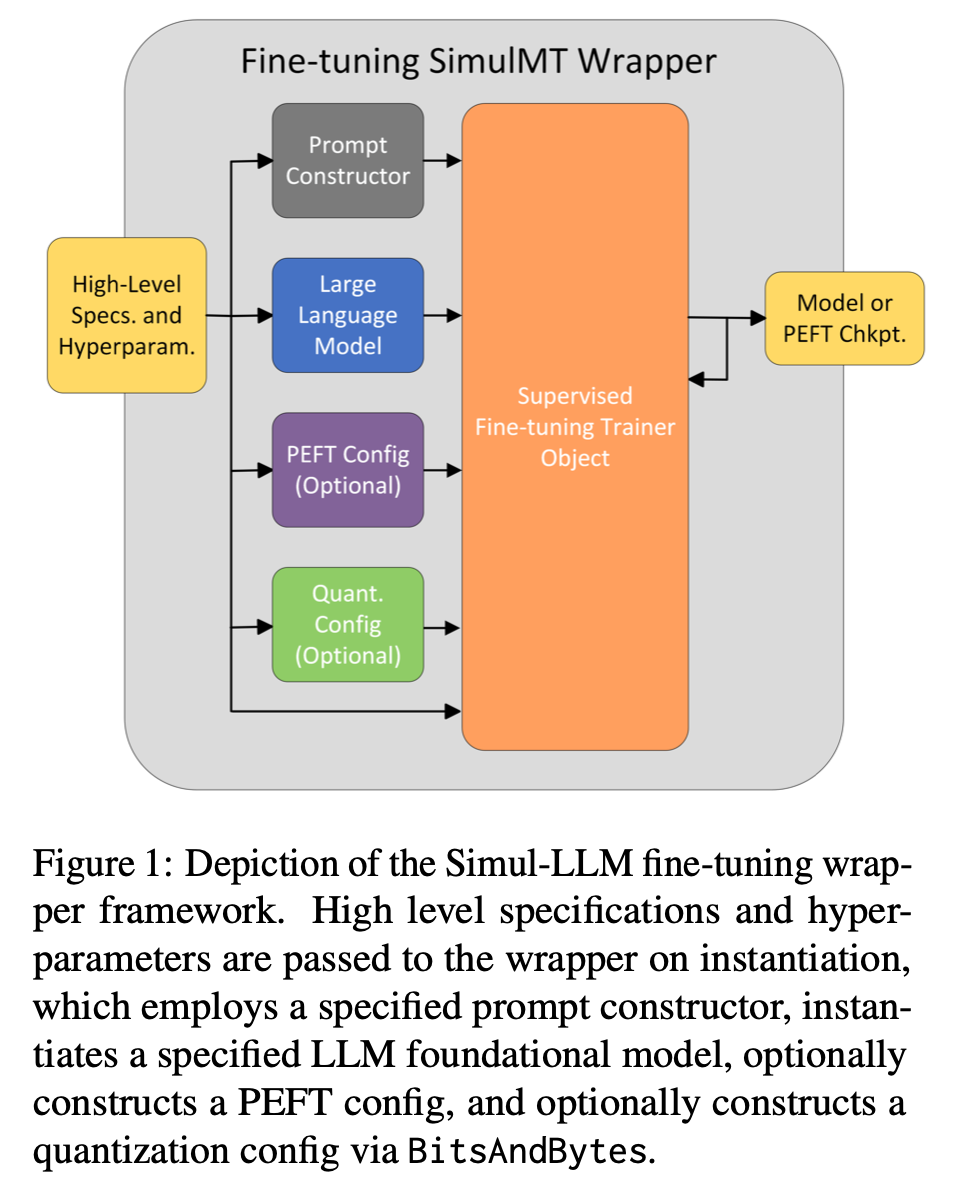 Fine-tuning SimulMT Wrapper
Prompt
Constructor
High-Level
Specs. and
Hyperparam.
Large
Language
Model
PEFT Config
(Optional)
Quant.
Config
(Optional)
Supervised
Fine-tuning Trainer
Object
Model or
PEFT Chkpt.
Figure 1: Depiction of the Simul-LLM fine-tuning wrap-
per framework. High level specifications and hyper-
parameters are passed to the wrapper on instantiation,
which employs a specified prompt constructor, instan-
tiates a specified LLM foundational model, optionally
constructs a PEFT config, and optionally constructs a
quantization config via BitsAndBytes.